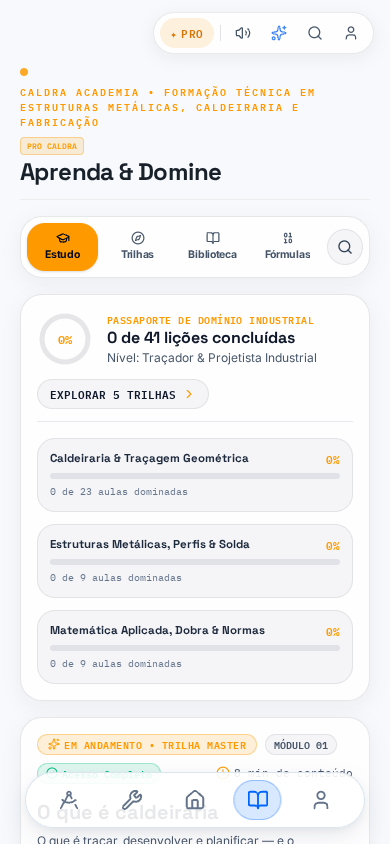 PRO
CALDRA ACADEMIA • FORMAÇÃO TÉCNICA EM
ESTRUTURAS METÁLICAS, CALDEIRARIA E
FABRICAÇÃO
PRO CALDRA
Aprenda & Domine
Estudo
Trilhas
Biblioteca
Fórmulas
0%
PASSAPORTE DE DOMÍNIO INDUSTRIAL
0 de 41 lições concluídas
Nível: Traçador & Projetista Industrial
EXPLORAR 5 TRILHAS
Caldeiraria & Traçagem Geométrica
0%
0 de 23 aulas dominadas
Estruturas Metálicas, Perfis & Solda
0%
0 de 9 aulas dominadas
Matemática Aplicada, Dobra & Normas
0%
0 de 9 aulas dominadas
EM ANDAMENTO • TRILHA MASTER
MÓDULO 01
8 min de conteúdo
O que é caldeiraria
O que é traçar, desenvolver e planificar — e o